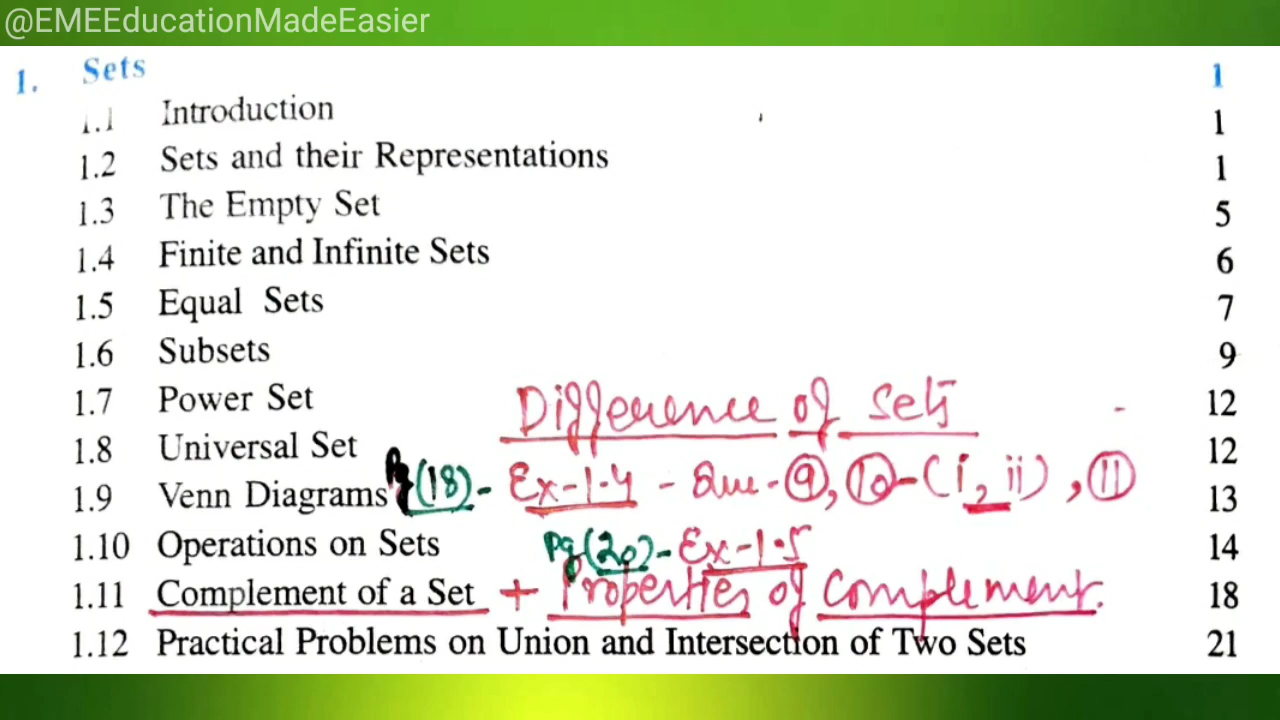 @EMEEducationMadeEasier
1. Sets 1
1.1 Introduction 1
1.2 Sets and their Representations 1
1.3 The Empty Set 5
1.4 Finite and Infinite Sets 6
1.5 Equal Sets 7
1.6 Subsets 9
1.7 Power Set 12
Difference of Sets
1.8 Universal Set 12
1.9 Venn Diagrams 13
Pg(18)- Ex-1.4 - Que-9, 10-(i, ii), 11
1.10 Operations on Sets 14
Pg(20)- Ex-1.5
1.11 Complement of a Set + Properties of complement. 18
1.12 Practical Problems on Union and Intersection of Two Sets 21